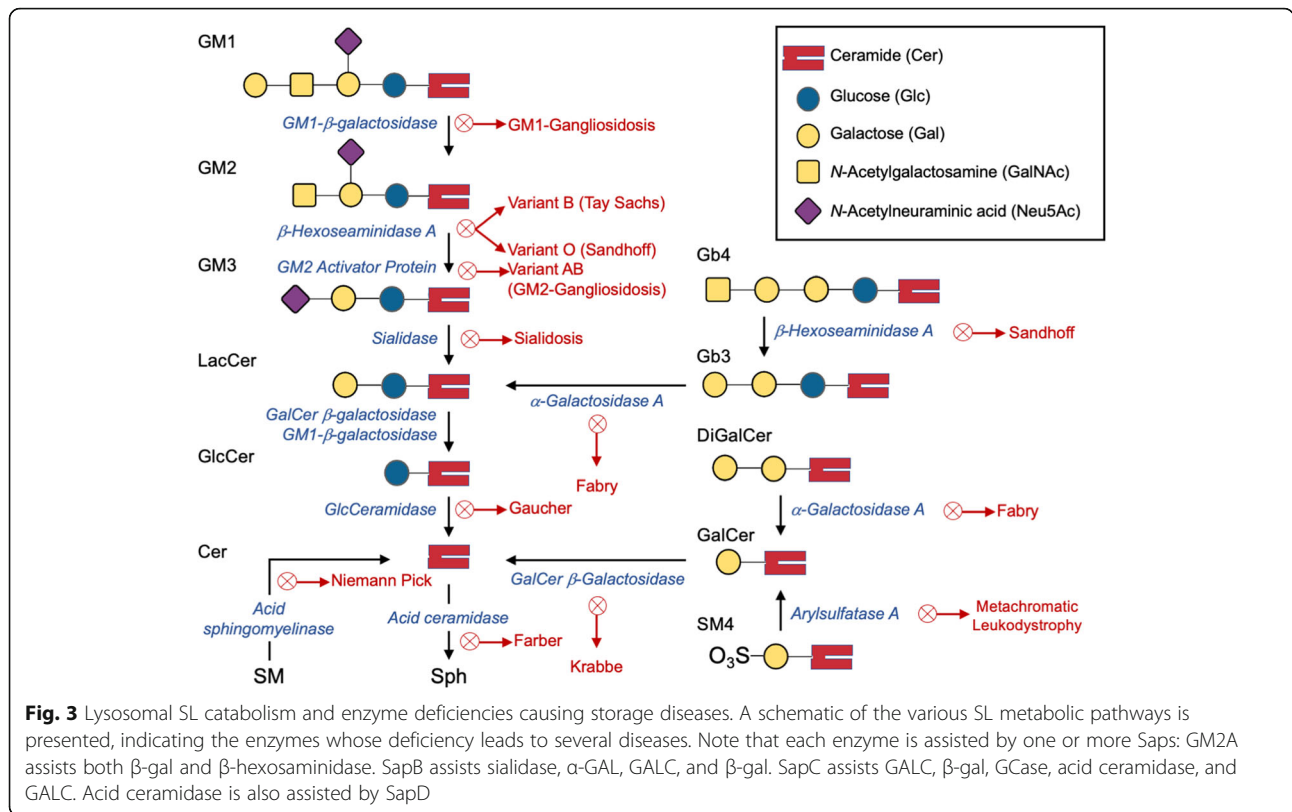 GM1
GM1-β-galactosidase
GM1-Gangliosidosis
GM2
β-Hexoseaminidase A
Variant B (Tay Sachs)
Variant O (Sandhoff)
GM2 Activator Protein
Variant AB
(GM2-Gangliosidosis)
GM3
Sialidase
Sialidosis
LacCer
GalCer β-galactosidase
GM1-β-galactosidase
GlcCer
GlcCeramidase
Gaucher
Cer
Niemann Pick
Acid
sphingomyelinase
SM
Acid ceramidase
Farber
Sph
α-Galactosidase A
Fabry
GalCer β-Galactosidase
Krabbe
Ceramide (Cer)
Glucose (Glc)
Galactose (Gal)
N-Acetylgalactosamine (GalNAc)
N-Acetylneuraminic acid (Neu5Ac)
Gb4
β-Hexoseaminidase A
Sandhoff
Gb3
DiGalCer
α-Galactosidase A
Fabry
GalCer
Arylsulfatase A
Metachromatic
Leukodystrophy
SM4
O₃S
Fig. 3 Lysosomal SL catabolism and enzyme deficiencies causing storage diseases. A schematic of the various SL metabolic pathways is
presented, indicating the enzymes whose deficiency leads to several diseases. Note that each enzyme is assisted by one or more Saps: GM2A
assists both β-gal and β-hexosaminidase. SapB assists sialidase, α-GAL, GALC, and β-gal. SapC assists GALC, β-gal, GCase, acid ceramidase, and
GALC. Acid ceramidase is also assisted by SapD